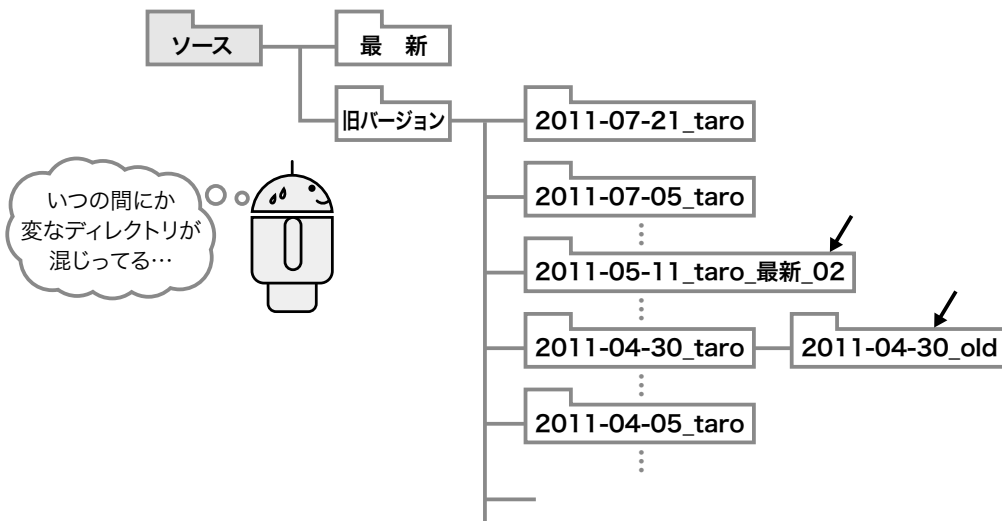 ソース
最 新
旧バージョン
2011-07-21_taro
2011-07-05_taro
いつの間にか
変なディレクトリが
混じってる…
2011-05-11_taro_最新_02
2011-04-30_taro
2011-04-30_old
2011-04-05_taro